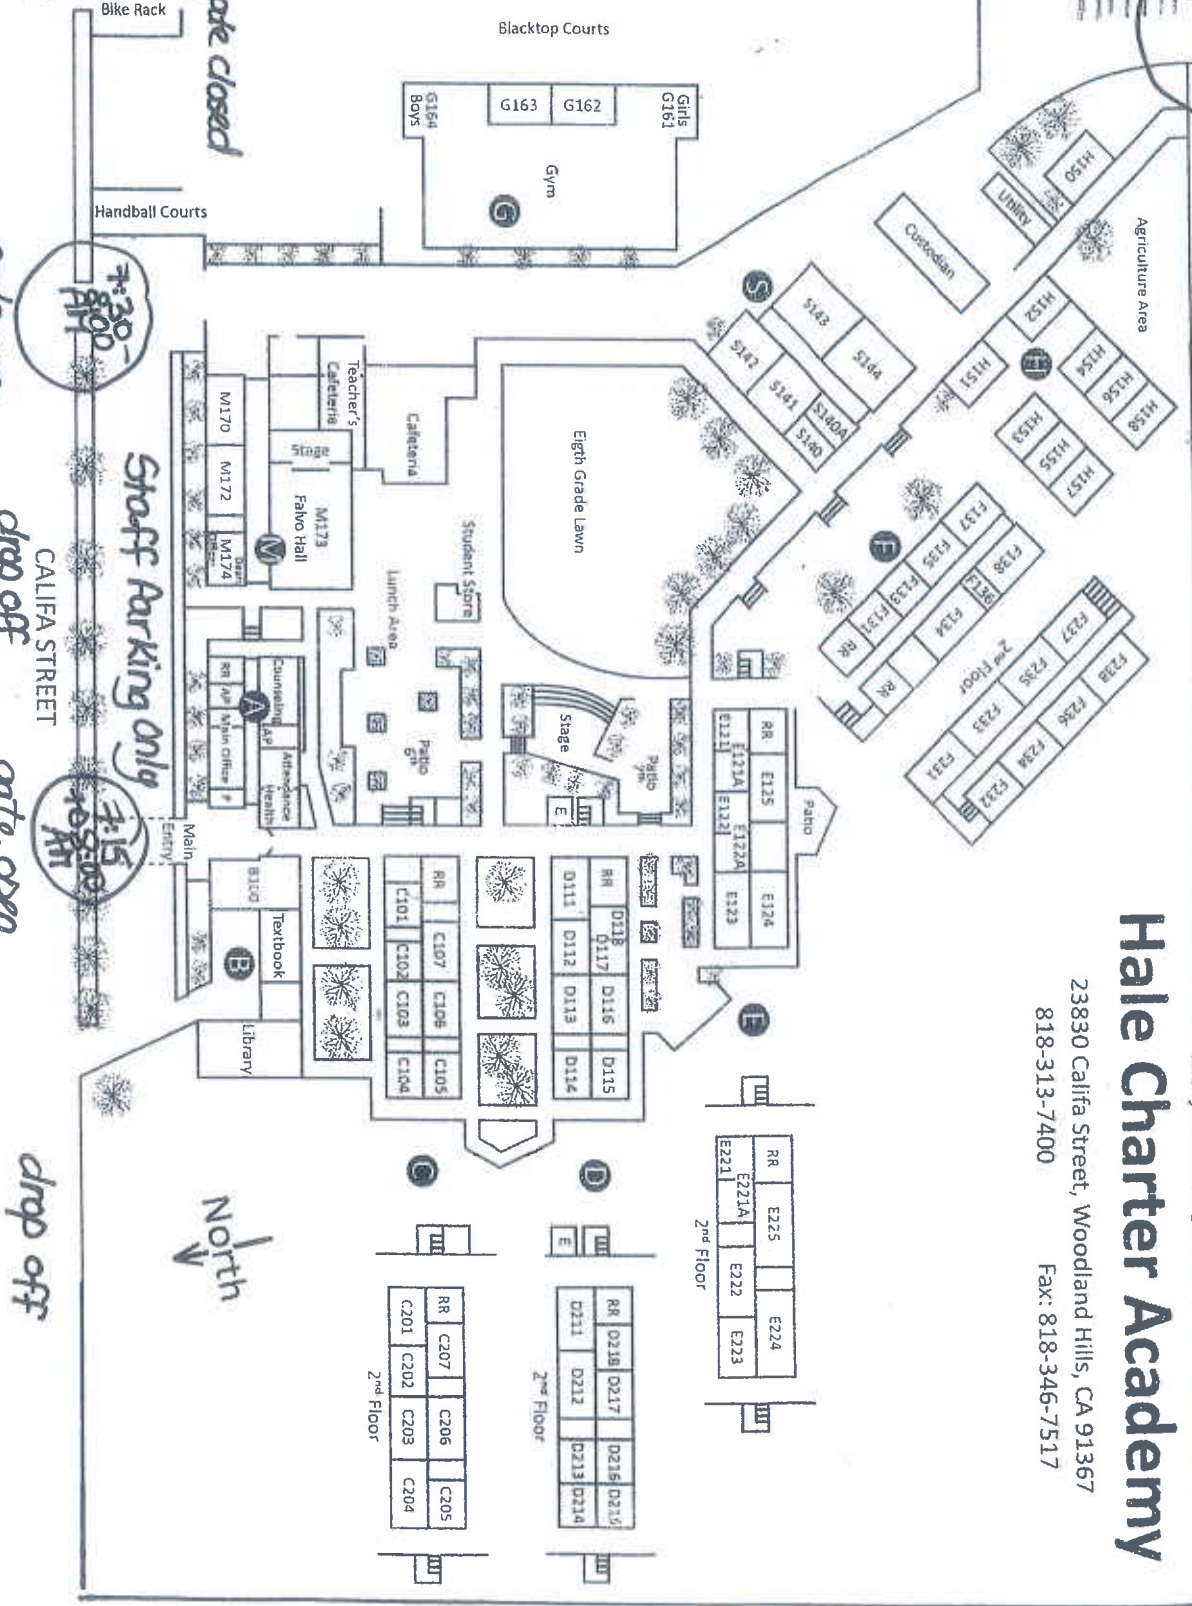 Hale Charter Academy
23830 Califa Street, Woodland Hills, CA 91367
818-313-7400 Fax: 818-346-7517
Bike Rack
Blacktop Courts
closed
Handball Courts
G164
Boys
G163
G162
Girls
G161
Gym
G
H150
Utility
Custodian
Agriculture Area
H152
H151
H
H154
H156
H158
H153
H155
H157
S
S143
S144
S142
S141
S140A
S140
7:30-
8:00
AM
Teacher's
Cafeteria
Cafeteria
Stage
M173
Falvo Hall
M170
M172
M174
M
Eigth Grade Lawn
Student Store
Lunch Area
F
F137
F135
F133
F131
RR
F138
F136
F134
RR
2nd Floor
F237
F235
F233
F231
F238
F236
F234
F232
Staff Parking only
CALIFA STREET
drop off
Counseling
AP
Attendance
Health
RR
AP
Main Office
P
A
Patio
6th
Stage
Patio
7th
E
RR
E125
E124
E121
E121A
E122
E122A
E123
Patio
E
7:15
to 8:00
AM
Main
Entry
gate open
Textbook
B
Library
RR
C107
C106
C105
C101
C102
C103
C104
C
RR
D118
D117
D116
D115
D111
D112
D113
D114
D
RR
E225
E224
E221
E221A
E222
E223
2nd Floor
E
RR
D218
D217
D216
D215
D211
D212
D213
D214
2nd Floor
RR
C207
C206
C205
C201
C202
C203
C204
2nd Floor
North
drop off